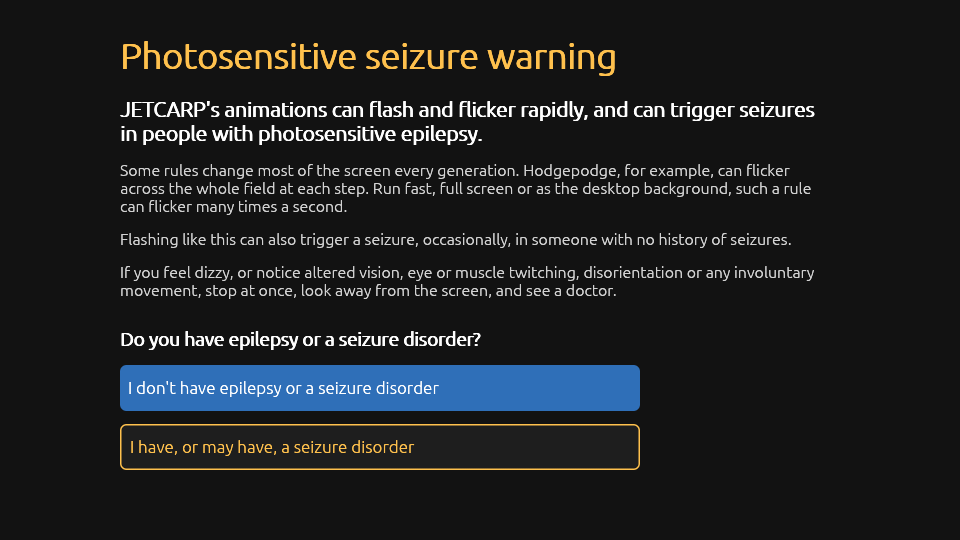 Photosensitive seizure warning
JETCARP's animations can flash and flicker rapidly, and can trigger seizures
in people with photosensitive epilepsy.
Some rules change most of the screen every generation. Hodgepodge, for example, can flicker
across the whole field at each step. Run fast, full screen or as the desktop background, such a rule
can flicker many times a second.
Flashing like this can also trigger a seizure, occasionally, in someone with no history of seizures.
If you feel dizzy, or notice altered vision, eye or muscle twitching, disorientation or any involuntary
movement, stop at once, look away from the screen, and see a doctor.
Do you have epilepsy or a seizure disorder?
I don't have epilepsy or a seizure disorder
I have, or may have, a seizure disorder